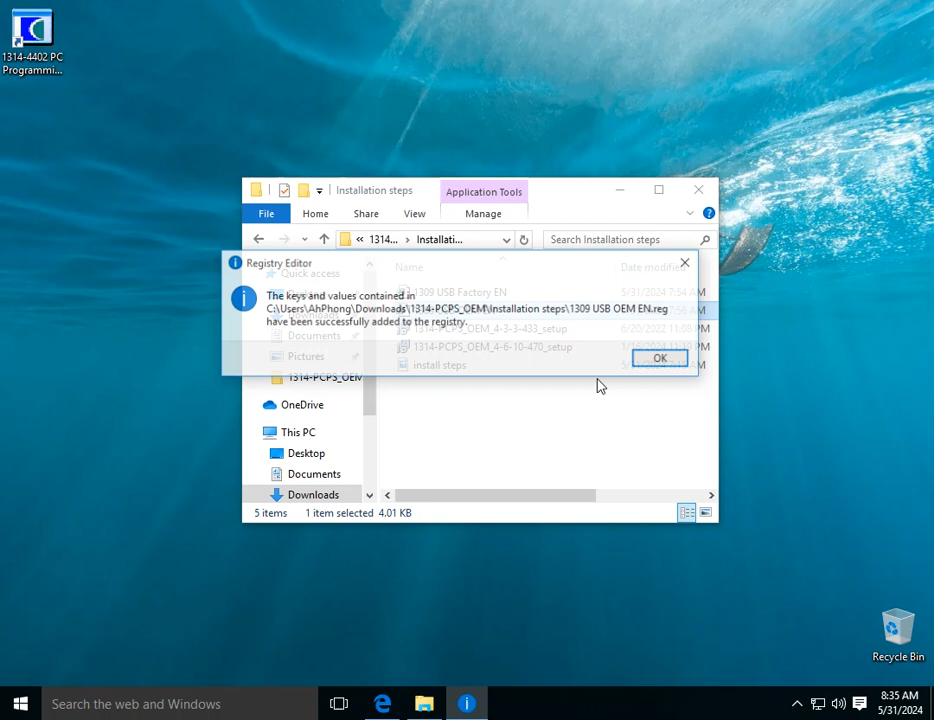 1314-4402 PC
Programmi...
Installation steps
Application Tools
File
Home
Share
View
Manage
« 1314...
Installati...
Search Installation steps
Registry Editor
Quick access
Name
Date modified
The keys and values contained in
C:\Users\AhPhong\Downloads\1314-PCPS_OEM\Installation steps\1309 USB OEM EN.reg
have been successfully added to the registry.
OK
1309 USB Factory EN
5/31/2024 7:54 AM
1314-PCPS_OEM_4-3-3-433_setup
6/20/2022 11:08 PM
Documents
1314-PCPS_OEM_4-6-10-470_setup
Pictures
install steps
1314-PCPS_OEM
OneDrive
This PC
Desktop
Documents
Downloads
5 items
1 item selected 4.01 KB
Recycle Bin
Search the web and Windows
8:35 AM
5/31/2024